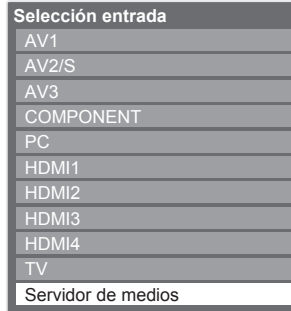 Selección entrada
AV1
AV2/S
AV3
COMPONENT
PC
HDMI1
HDMI2
HDMI3
HDMI4
TV
Servidor de medios